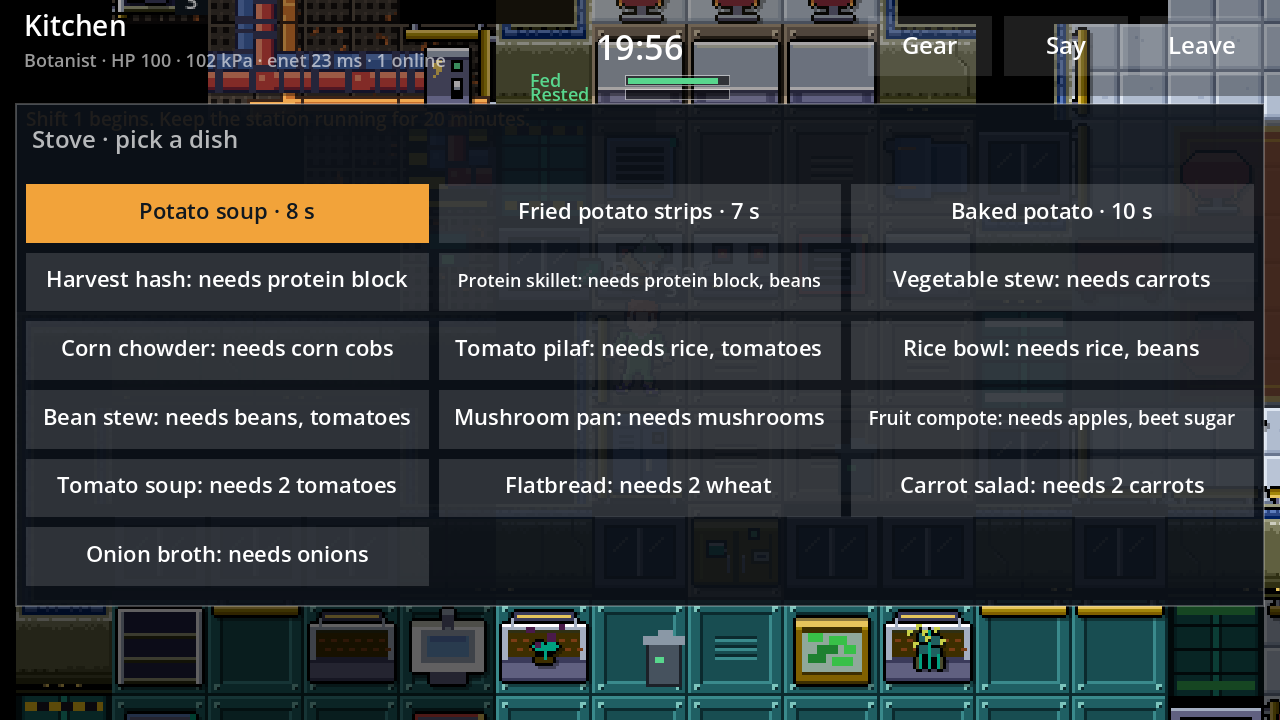 Kitchen
Botanist · HP 100 · 102 kPa · enet 23 ms · 1 online
19:56
Fed
Rested
Gear
Say
Leave
Shift 1 begins. Keep the station running for 20 minutes.
Stove · pick a dish
Potato soup · 8 s
Fried potato strips · 7 s
Baked potato · 10 s
Harvest hash: needs protein block
Protein skillet: needs protein block, beans
Vegetable stew: needs carrots
Corn chowder: needs corn cobs
Tomato pilaf: needs rice, tomatoes
Rice bowl: needs rice, beans
Bean stew: needs beans, tomatoes
Mushroom pan: needs mushrooms
Fruit compote: needs apples, beet sugar
Tomato soup: needs 2 tomatoes
Flatbread: needs 2 wheat
Carrot salad: needs 2 carrots
Onion broth: needs onions